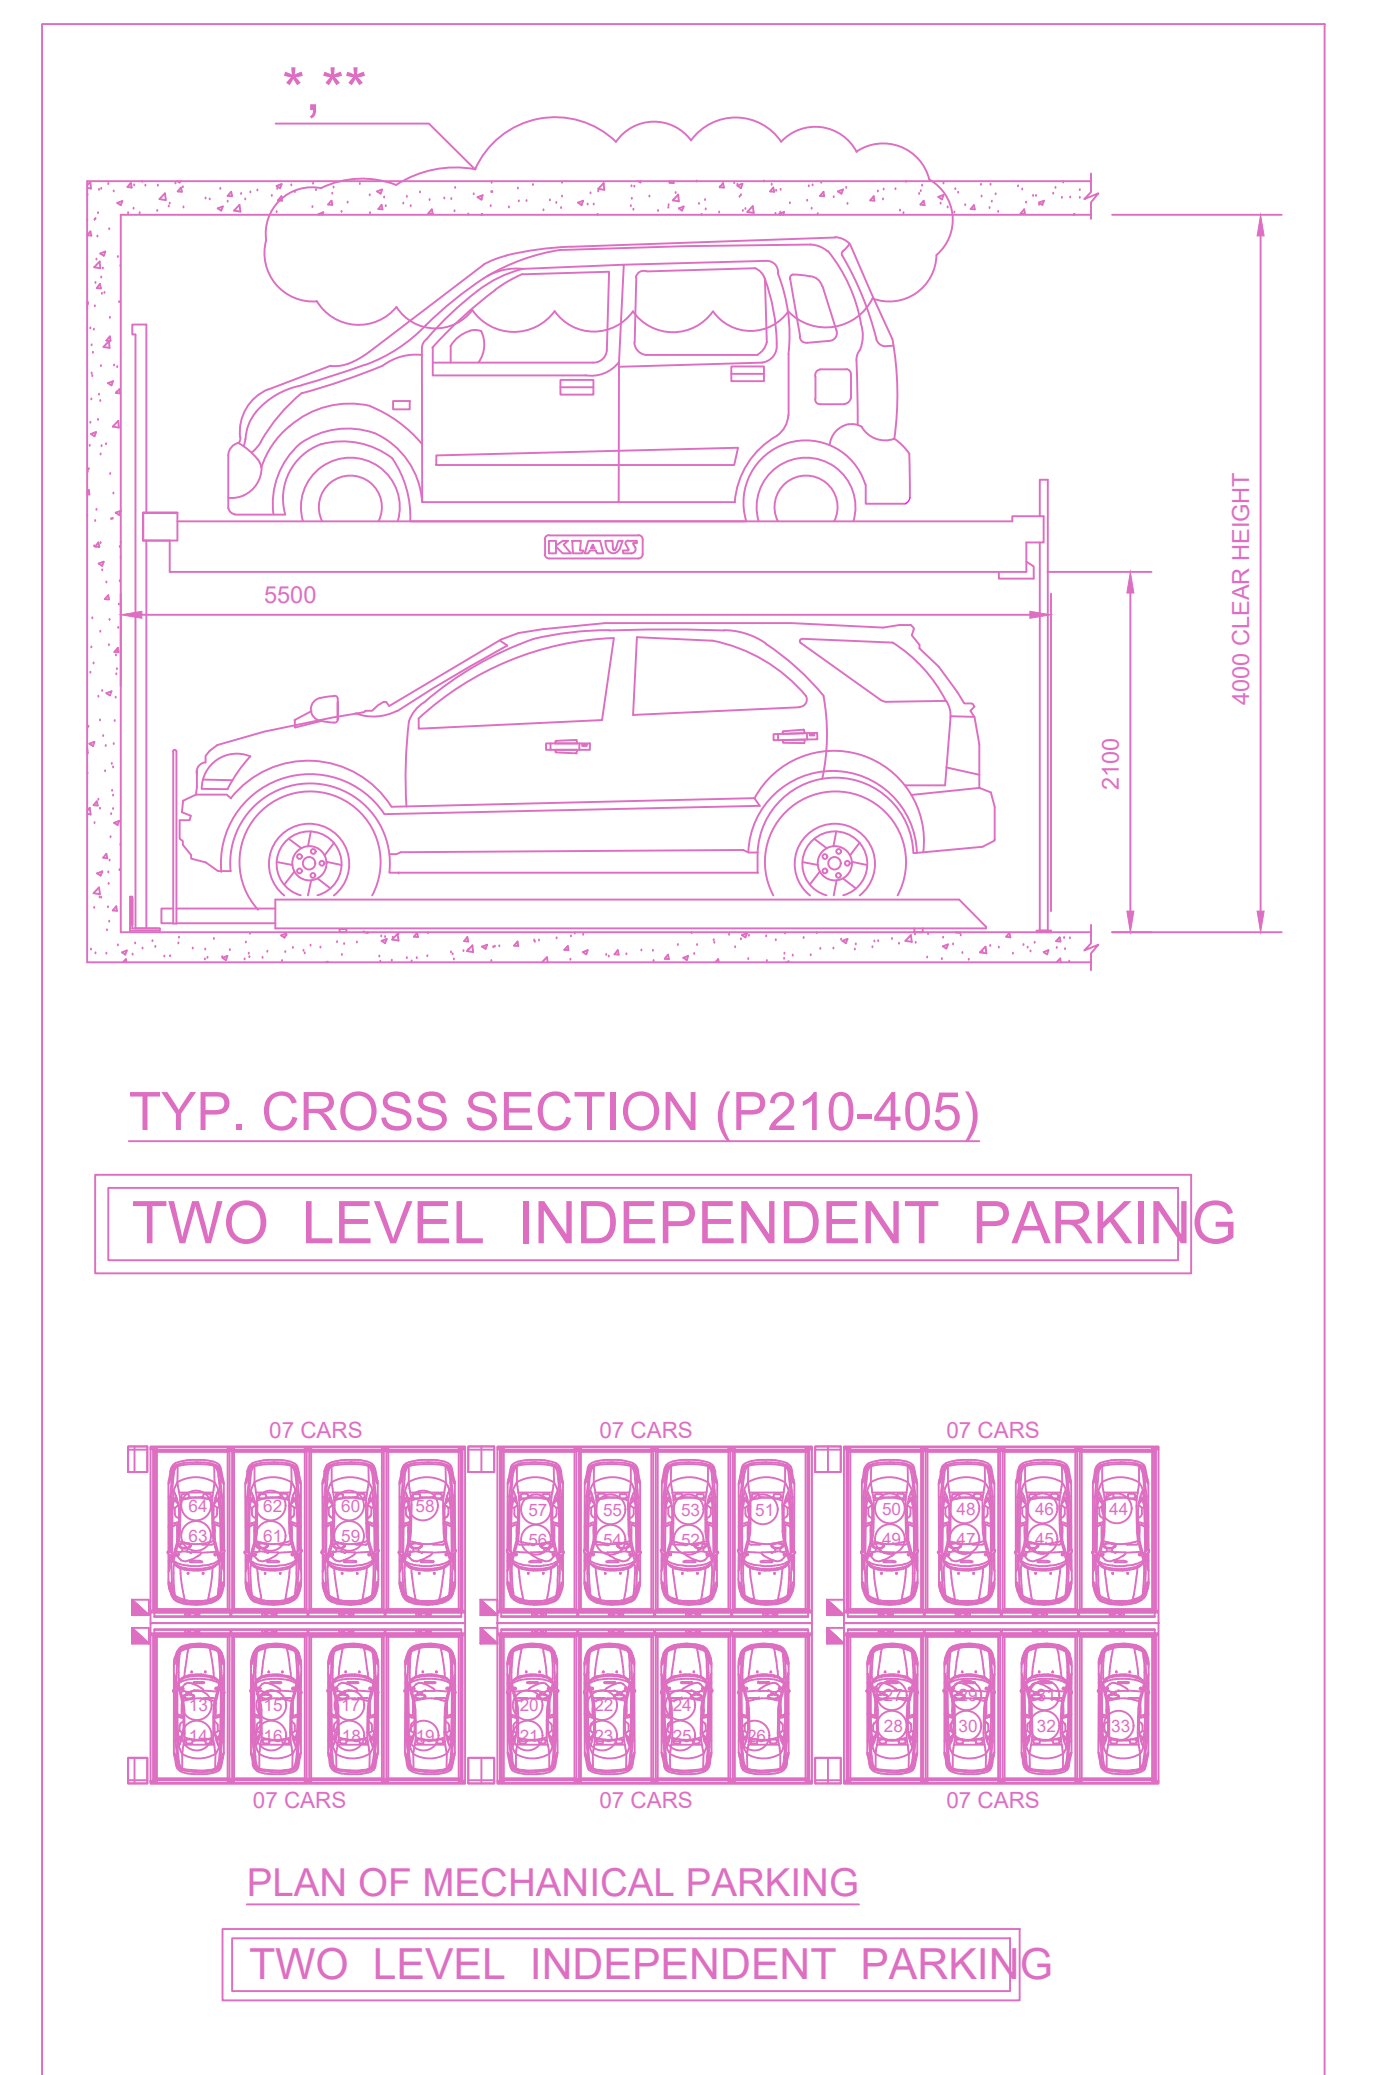 *,**
KLAUS
5500
4000 CLEAR HEIGHT
2100
TYP. CROSS SECTION (P210-405)
TWO LEVEL INDEPENDENT PARKING
07 CARS 07 CARS 07 CARS
64 62 60 58 57 55 53 51 50 48 46 44
63 61 59 56 54 52 49 47 45
13 15 17 20 22 24 27 29 31
14 16 18 19 21 23 25 26 28 30 32 33
07 CARS 07 CARS 07 CARS
PLAN OF MECHANICAL PARKING
TWO LEVEL INDEPENDENT PARKING